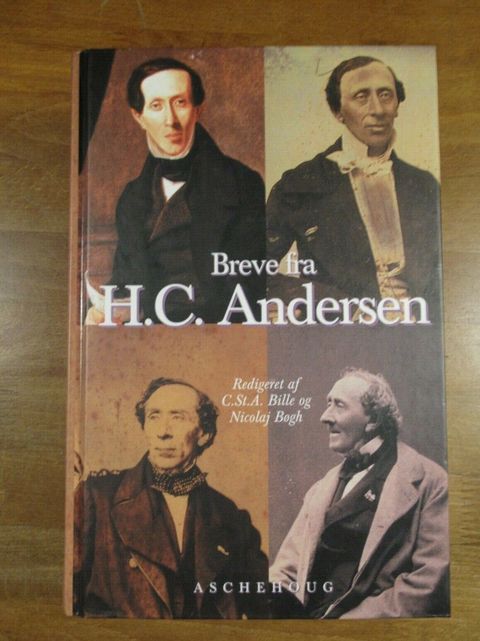 Breve fra
H.C. Andersen
Redigeret af
C.St.A. Bille og
Nicolaj Bøgh
ASCHEHOUG